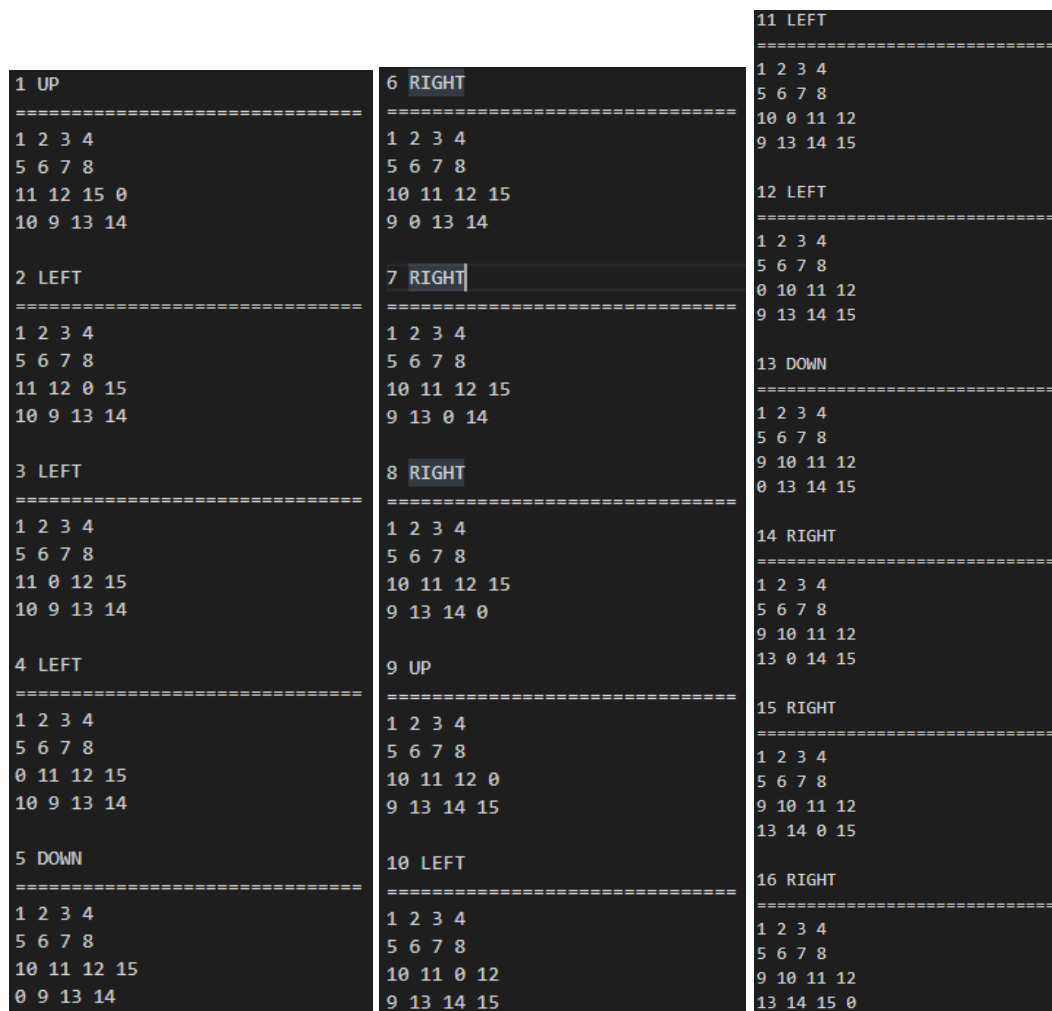 1 UP
===============================
1 2 3 4
5 6 7 8
11 12 15 0
10 9 13 14
2 LEFT
===============================
1 2 3 4
5 6 7 8
11 12 0 15
10 9 13 14
3 LEFT
===============================
1 2 3 4
5 6 7 8
11 0 12 15
10 9 13 14
4 LEFT
===============================
1 2 3 4
5 6 7 8
0 11 12 15
10 9 13 14
5 DOWN
===============================
1 2 3 4
5 6 7 8
10 11 12 15
0 9 13 14
6 RIGHT
===============================
1 2 3 4
5 6 7 8
10 11 12 15
9 0 13 14
7 RIGHT
===============================
1 2 3 4
5 6 7 8
10 11 12 15
9 13 0 14
8 RIGHT
===============================
1 2 3 4
5 6 7 8
10 11 12 15
9 13 14 0
9 UP
===============================
1 2 3 4
5 6 7 8
10 11 12 0
9 13 14 15
10 LEFT
===============================
1 2 3 4
5 6 7 8
10 11 0 12
9 13 14 15
11 LEFT
==============================
1 2 3 4
5 6 7 8
10 0 11 12
9 13 14 15
12 LEFT
==============================
1 2 3 4
5 6 7 8
0 10 11 12
9 13 14 15
13 DOWN
==============================
1 2 3 4
5 6 7 8
9 10 11 12
0 13 14 15
14 RIGHT
==============================
1 2 3 4
5 6 7 8
9 10 11 12
13 0 14 15
15 RIGHT
==============================
1 2 3 4
5 6 7 8
9 10 11 12
13 14 0 15
16 RIGHT
==============================
1 2 3 4
5 6 7 8
9 10 11 12
13 14 15 0